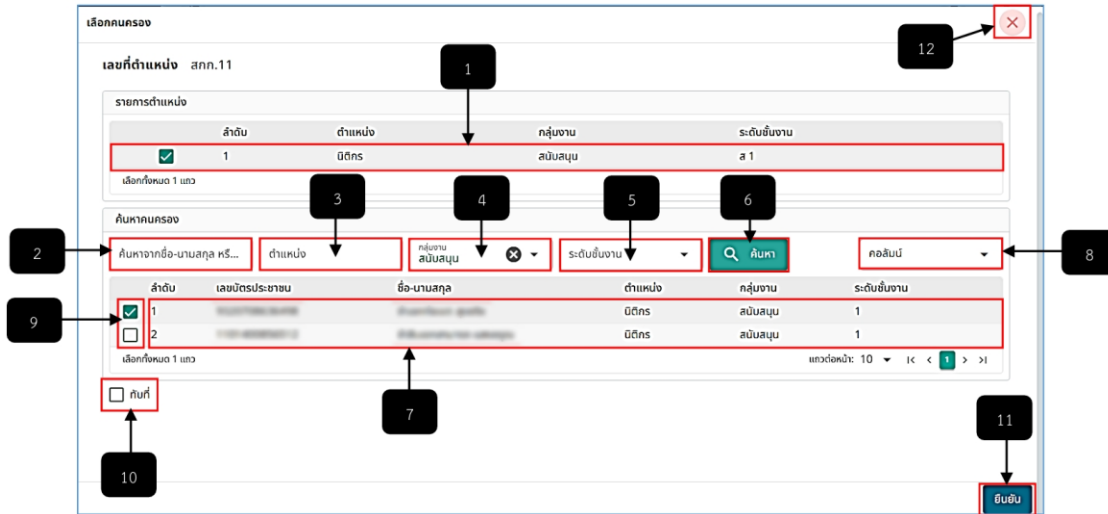 เลือกคนครอง
12
เลขที่ตำแหน่ง สกก.11
1
รายการตำแหน่ง
ลำดับ ตำแหน่ง กลุ่มงาน ระดับชั้นงาน
1 นิติกร สนับสนุน ส 1
เลือกทั้งหมด 1 แถว
3 4 5 6
ค้นหาคนครอง
2 ค้นหาจากชื่อ-นามสกุล หรื... ตำแหน่ง กลุ่มงาน สนับสนุน ระดับชั้นงาน ค้นหา คอลัมน์ 8
ลำดับ เลขบัตรประชาชน ชื่อ-นามสกุล ตำแหน่ง กลุ่มงาน ระดับชั้นงาน
9
1 นิติกร สนับสนุน 1
2 นิติกร สนับสนุน 1
เลือกทั้งหมด 1 แถว แถวต่อหน้า: 10 1
ทับที่
7
11
10
ยืนยัน